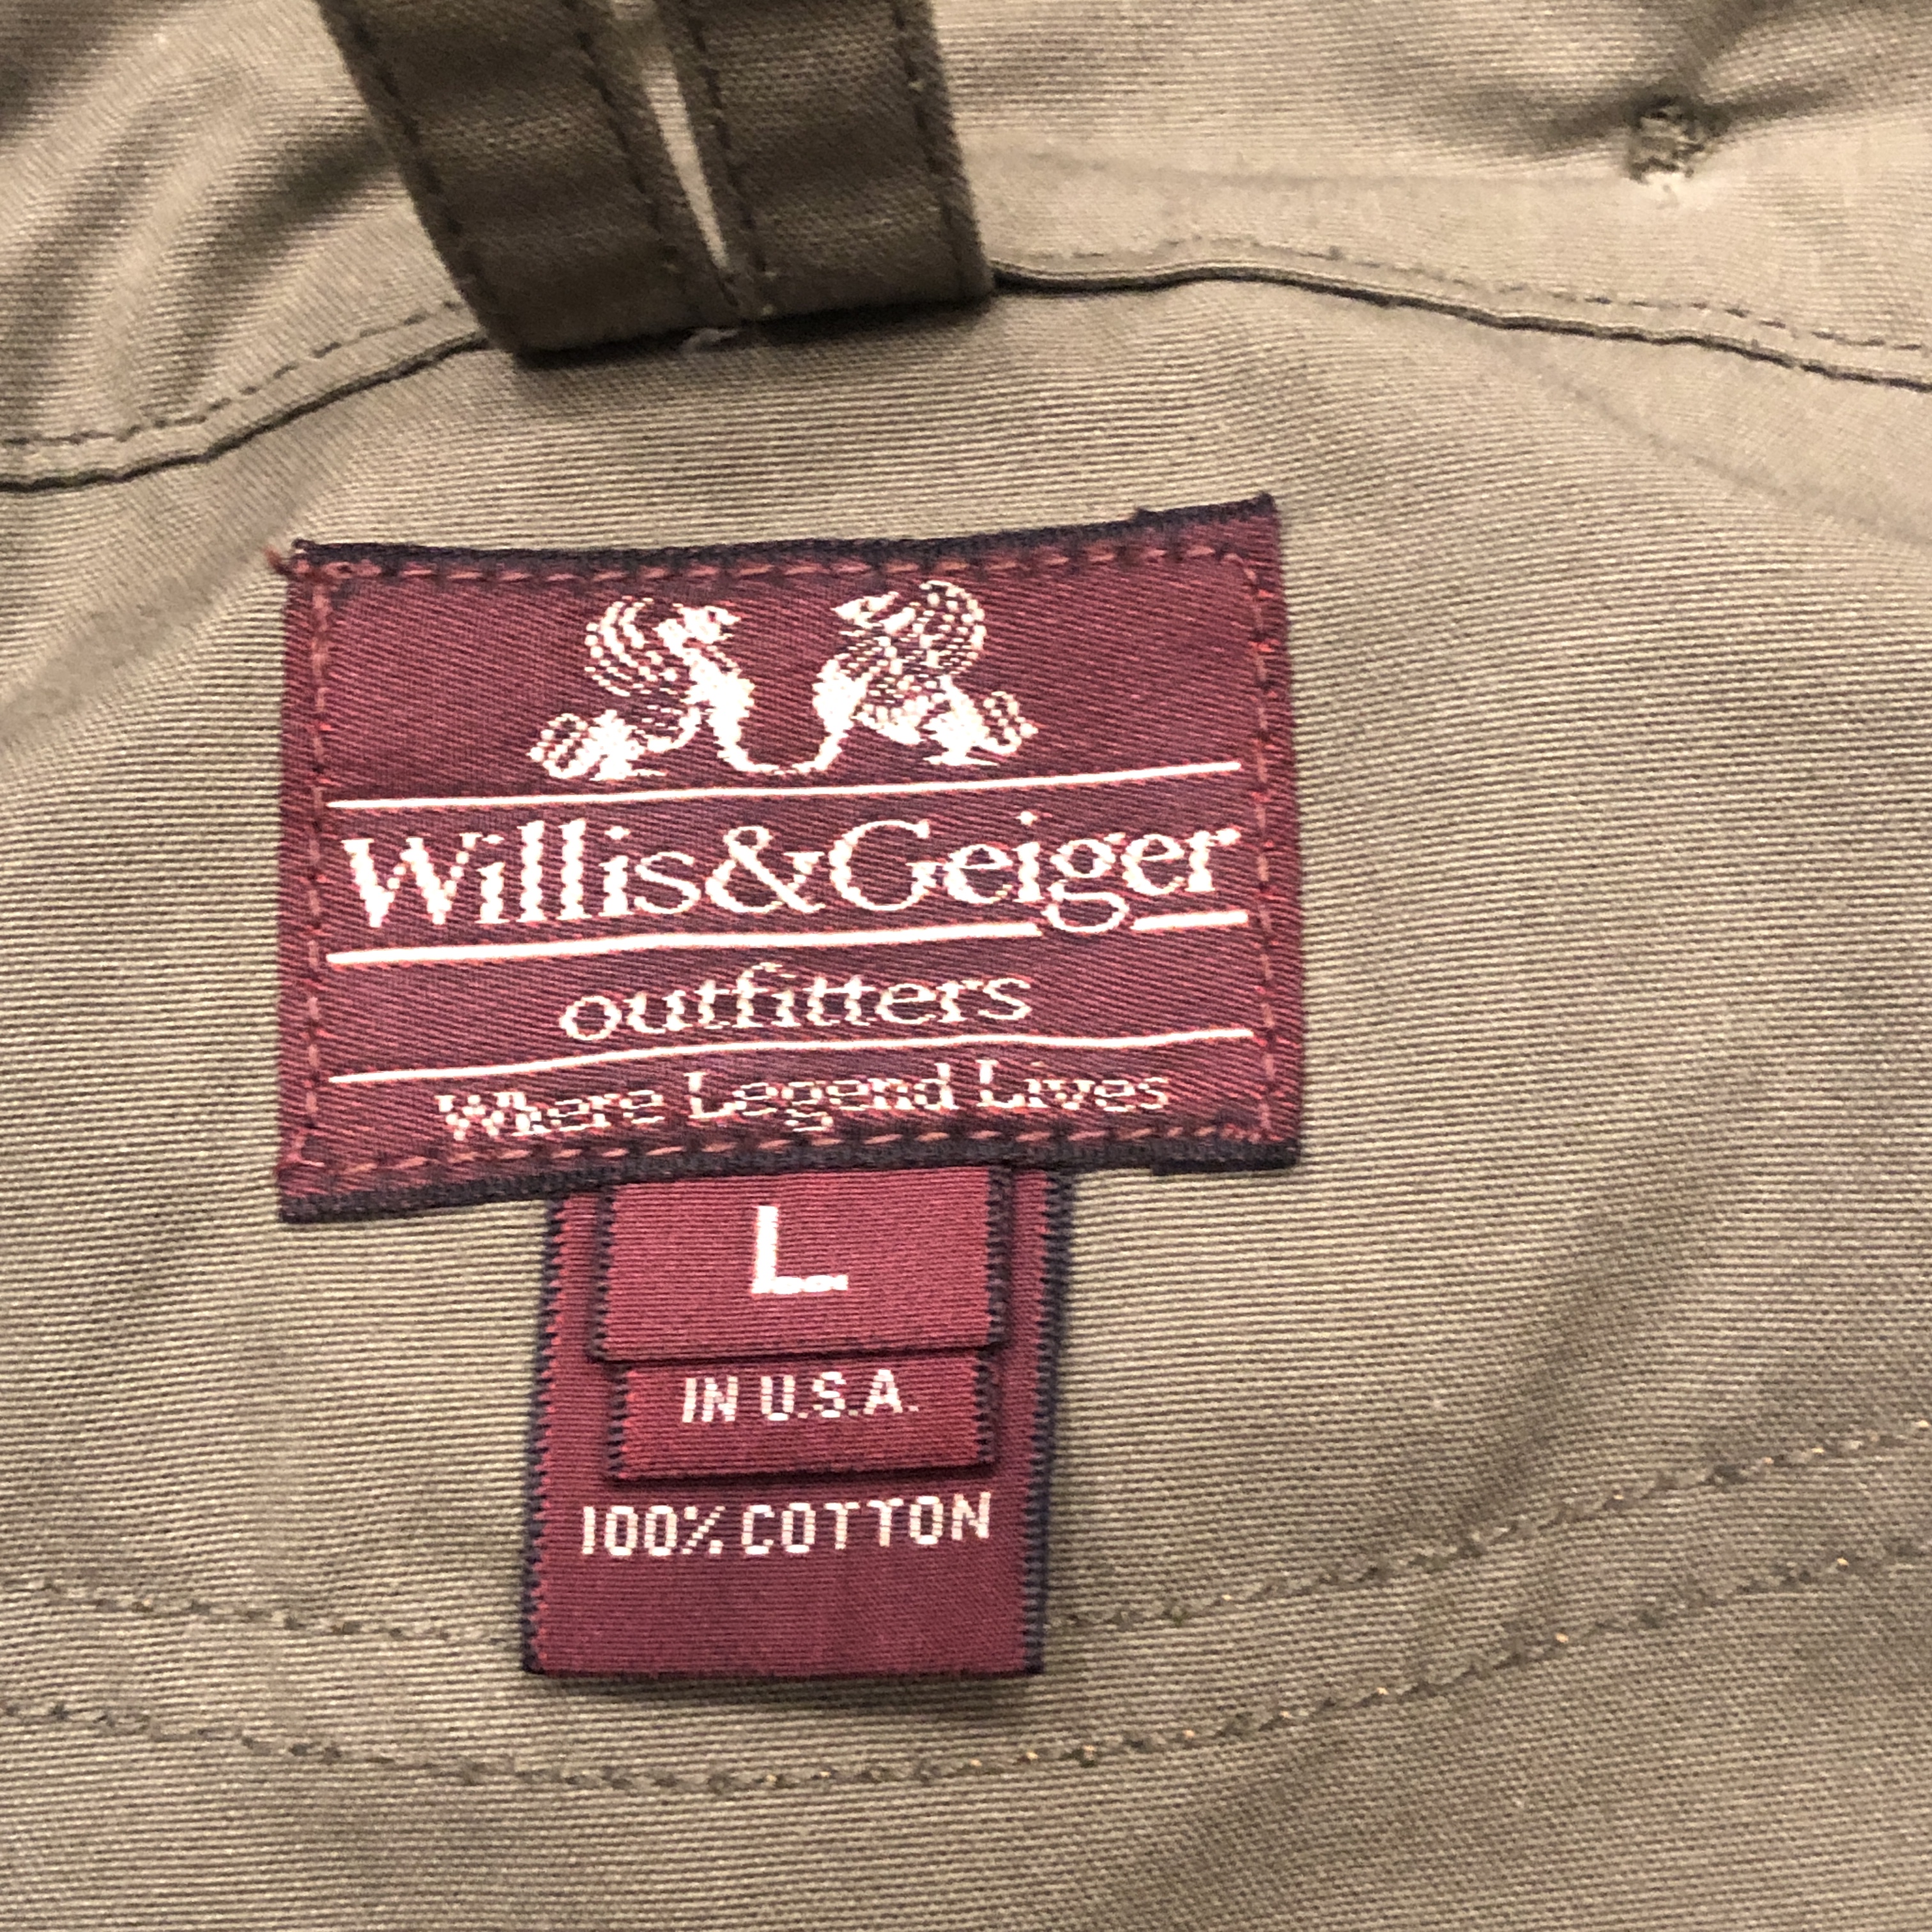 Willis&Geiger
outfitters
Where Legend Lives
L
IN U.S.A.
100% COTTON